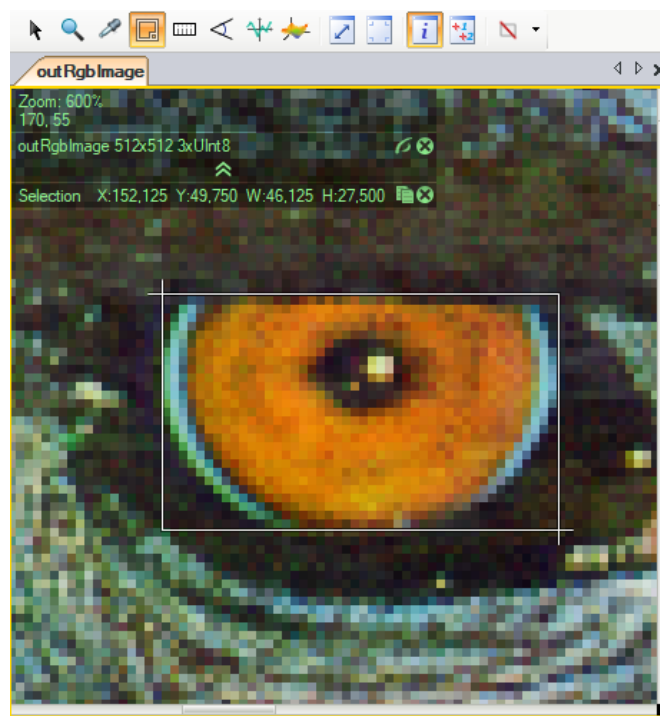 outRgbImage
Zoom: 600%
170, 55
outRgbImage 512x512 3xUInt8
Selection X:152,125 Y:49,750 W:46,125 H:27,500